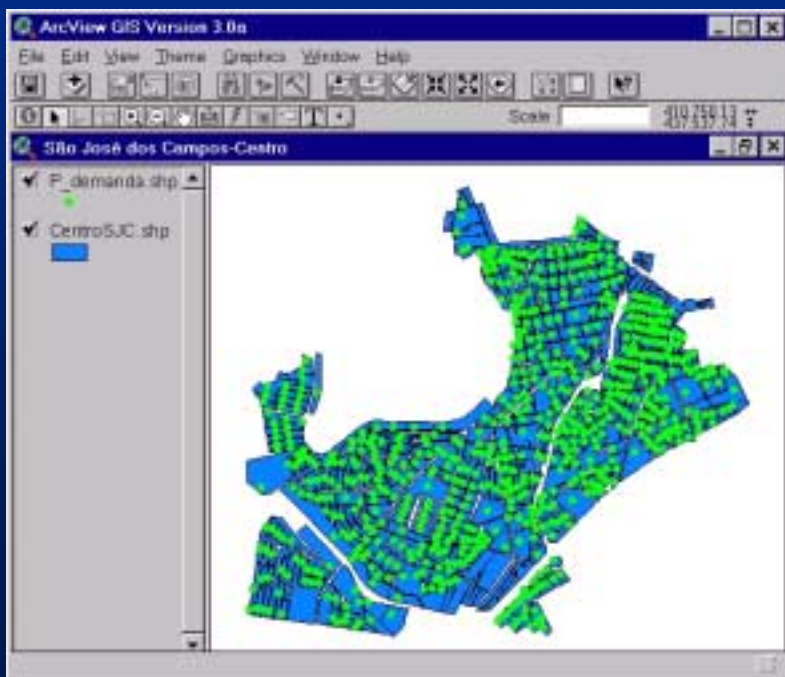 ArcView GIS Version 3.0a
File Edit View Theme Graphics Window Help
Scale
São José dos Campos-Centro
P_demanda.shp
CentroSJC.shp